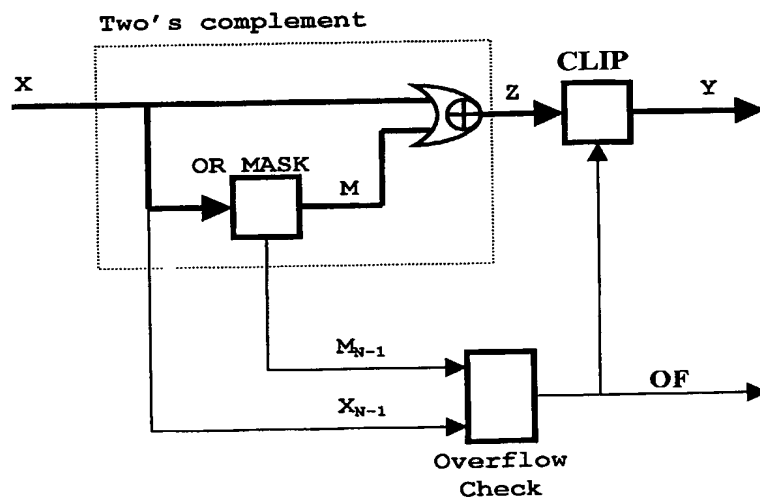 Two's complement
X
CLIP
Z
Y
OR MASK
M
M_{N-1}
OF
X_{N-1}
Overflow
Check